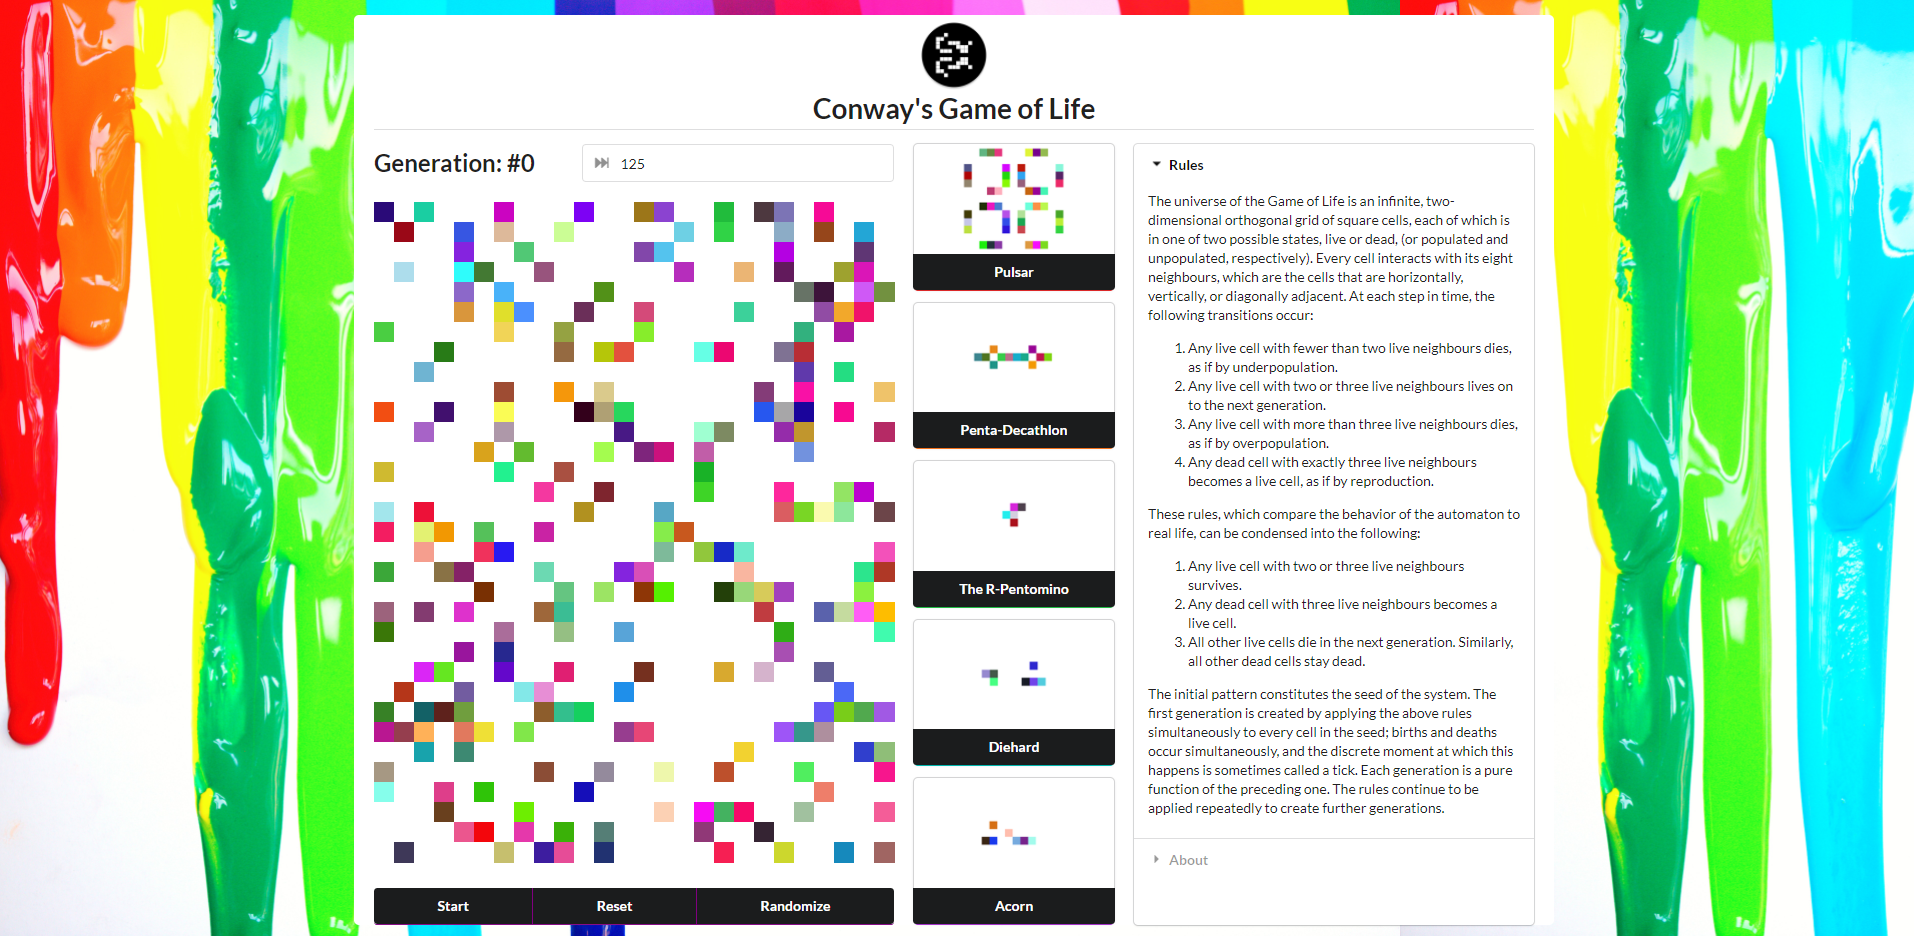 Conway's Game of Life
Generation: #0
125
Pulsar
Penta-Decathlon
The R-Pentomino
Diehard
Acorn
Start
Reset
Randomize
Rules
The universe of the Game of Life is an infinite, two-
dimensional orthogonal grid of square cells, each of which is
in one of two possible states, live or dead, (or populated and
unpopulated, respectively). Every cell interacts with its eight
neighbours, which are the cells that are horizontally,
vertically, or diagonally adjacent. At each step in time, the
following transitions occur:
1. Any live cell with fewer than two live neighbours dies,
as if by underpopulation.
2. Any live cell with two or three live neighbours lives on
to the next generation.
3. Any live cell with more than three live neighbours dies,
as if by overpopulation.
4. Any dead cell with exactly three live neighbours
becomes a live cell, as if by reproduction.
These rules, which compare the behavior of the automaton to
real life, can be condensed into the following:
1. Any live cell with two or three live neighbours
survives.
2. Any dead cell with three live neighbours becomes a
live cell.
3. All other live cells die in the next generation. Similarly,
all other dead cells stay dead.
The initial pattern constitutes the seed of the system. The
first generation is created by applying the above rules
simultaneously to every cell in the seed; births and deaths
occur simultaneously, and the discrete moment at which this
happens is sometimes called a tick. Each generation is a pure
function of the preceding one. The rules continue to be
applied repeatedly to create further generations.
About